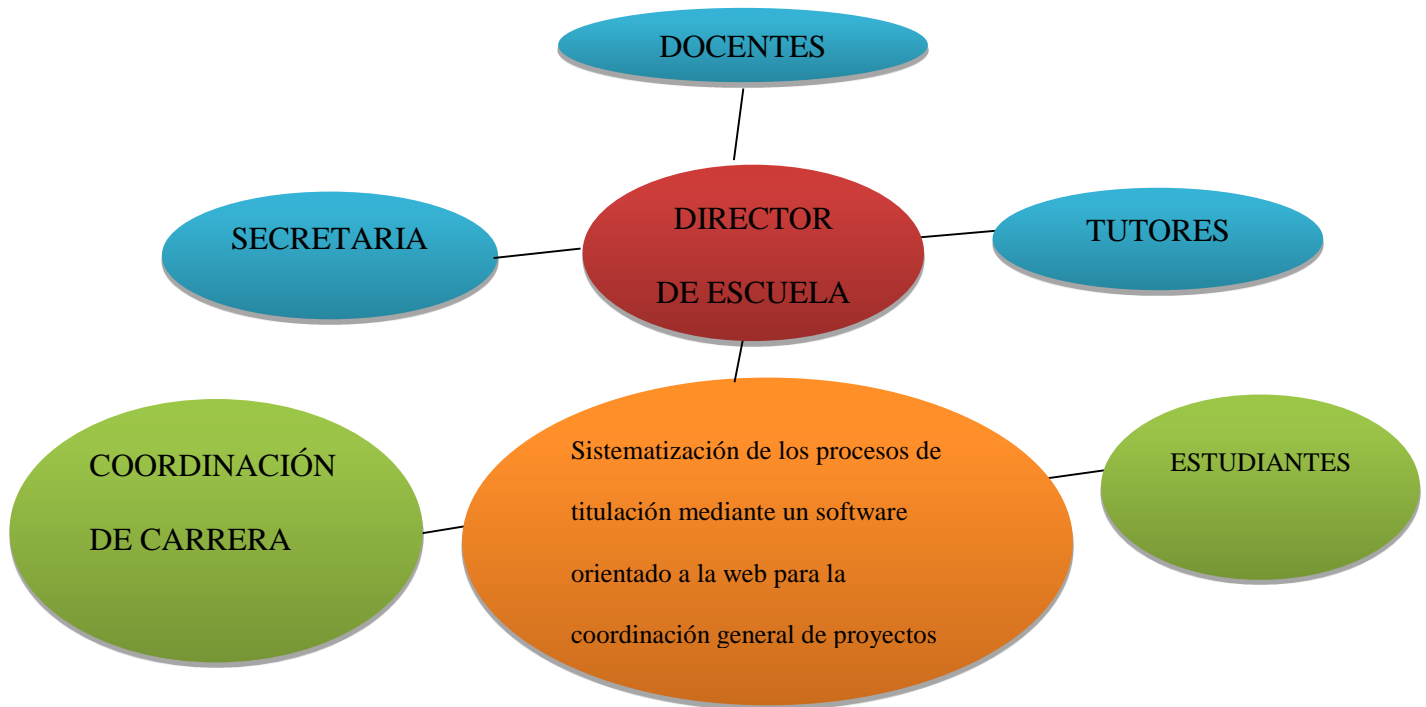 DOCENTES
SECRETARIA
DIRECTOR
DE ESCUELA
TUTORES
COORDINACIÓN
DE CARRERA
Sistematización de los procesos de
titulación mediante un software
orientado a la web para la
coordinación general de proyectos
ESTUDIANTES